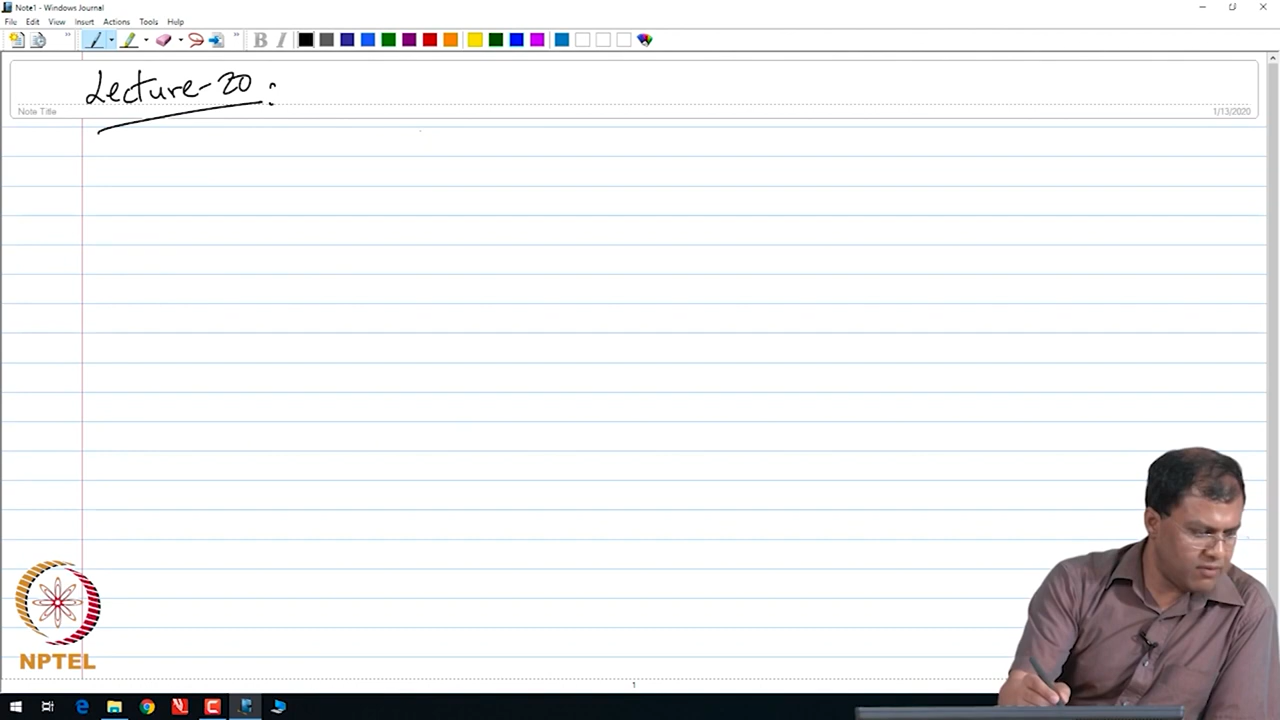 Note1 - Windows Journal
File Edit View Insert Actions Tools Help
B I
Lecture-20:
Note Title
1/13/2020
NPTEL
1